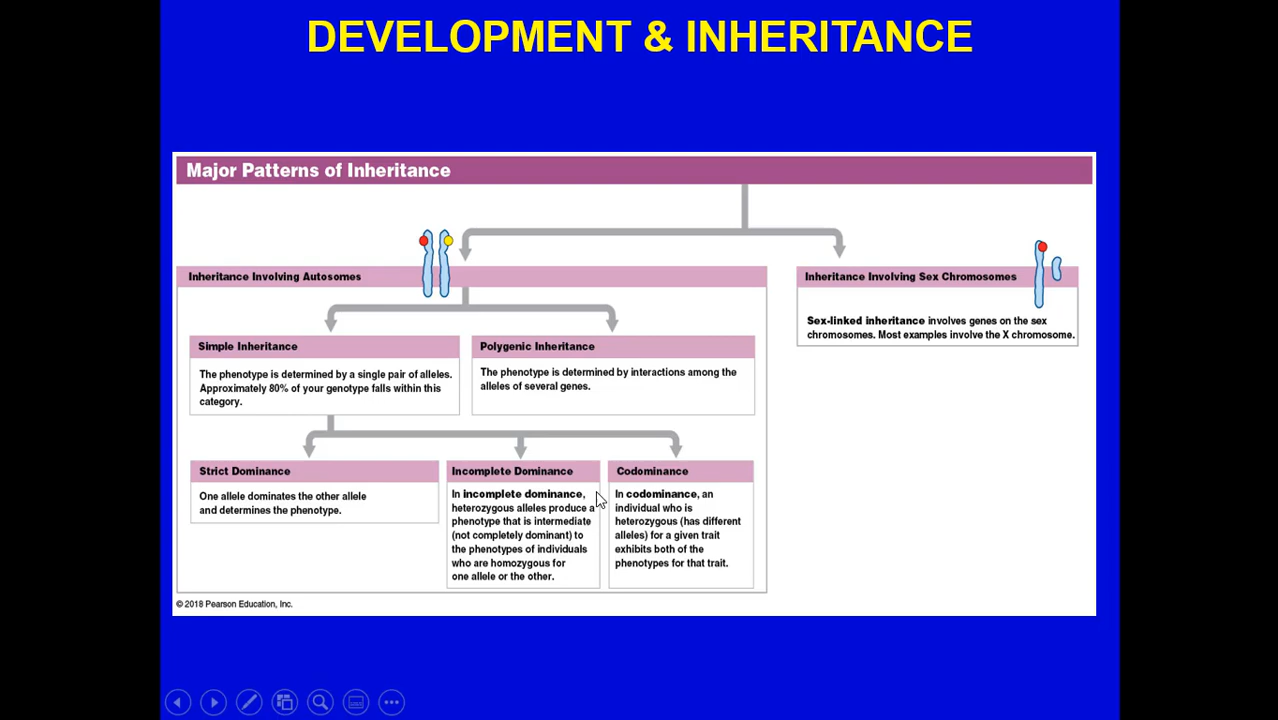 DEVELOPMENT & INHERITANCE
Major Patterns of Inheritance
Inheritance Involving Autosomes
Inheritance Involving Sex Chromosomes
Sex-linked inheritance involves genes on the sex
chromosomes. Most examples involve the X chromosome.
Simple Inheritance
The phenotype is determined by a single pair of alleles.
Approximately 80% of your genotype falls within this
category.
Polygenic Inheritance
The phenotype is determined by interactions among the
alleles of several genes.
Strict Dominance
One allele dominates the other allele
and determines the phenotype.
Incomplete Dominance
In incomplete dominance,
heterozygous alleles produce a
phenotype that is intermediate
(not completely dominant) to
the phenotypes of individuals
who are homozygous for
one allele or the other.
Codominance
In codominance, an
individual who is
heterozygous (has different
alleles) for a given trait
exhibits both of the
phenotypes for that trait.
© 2018 Pearson Education, Inc.